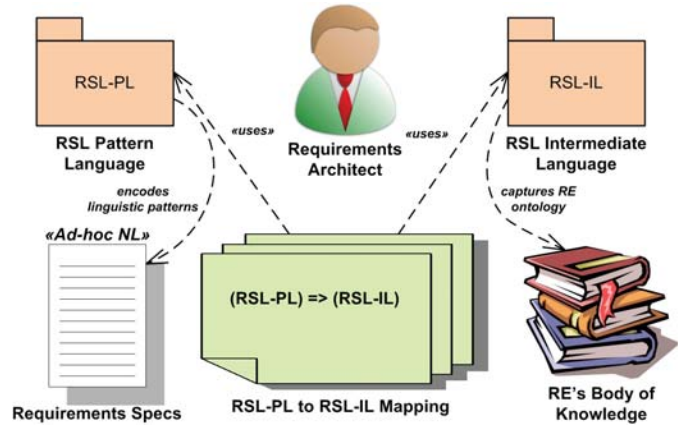 RSL-PL
RSL-IL
RSL Pattern
Language
«uses»
Requirements
Architect
«uses»
RSL Intermediate
Language
encodes
linguistic patterns
captures RE
ontology
«Ad-hoc NL»
(RSL-PL) => (RSL-IL)
Requirements Specs
RSL-PL to RSL-IL Mapping
RE's Body of
Knowledge